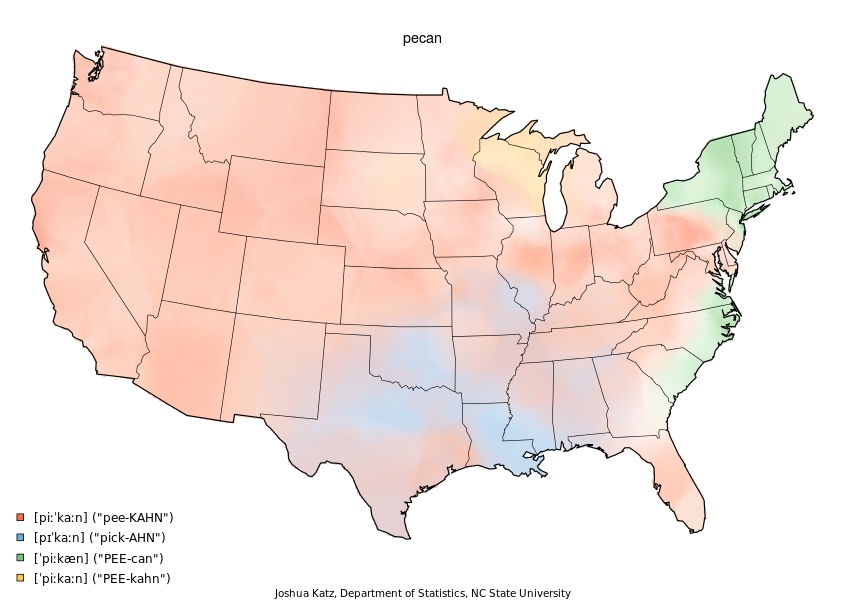 pecan
[piːˈkaːn] ("pee-KAHN")
[pɪˈkaːn] ("pick-AHN")
[ˈpiːkæn] ("PEE-can")
[ˈpiːkaːn] ("PEE-kahn")
Joshua Katz, Department of Statistics, NC State University